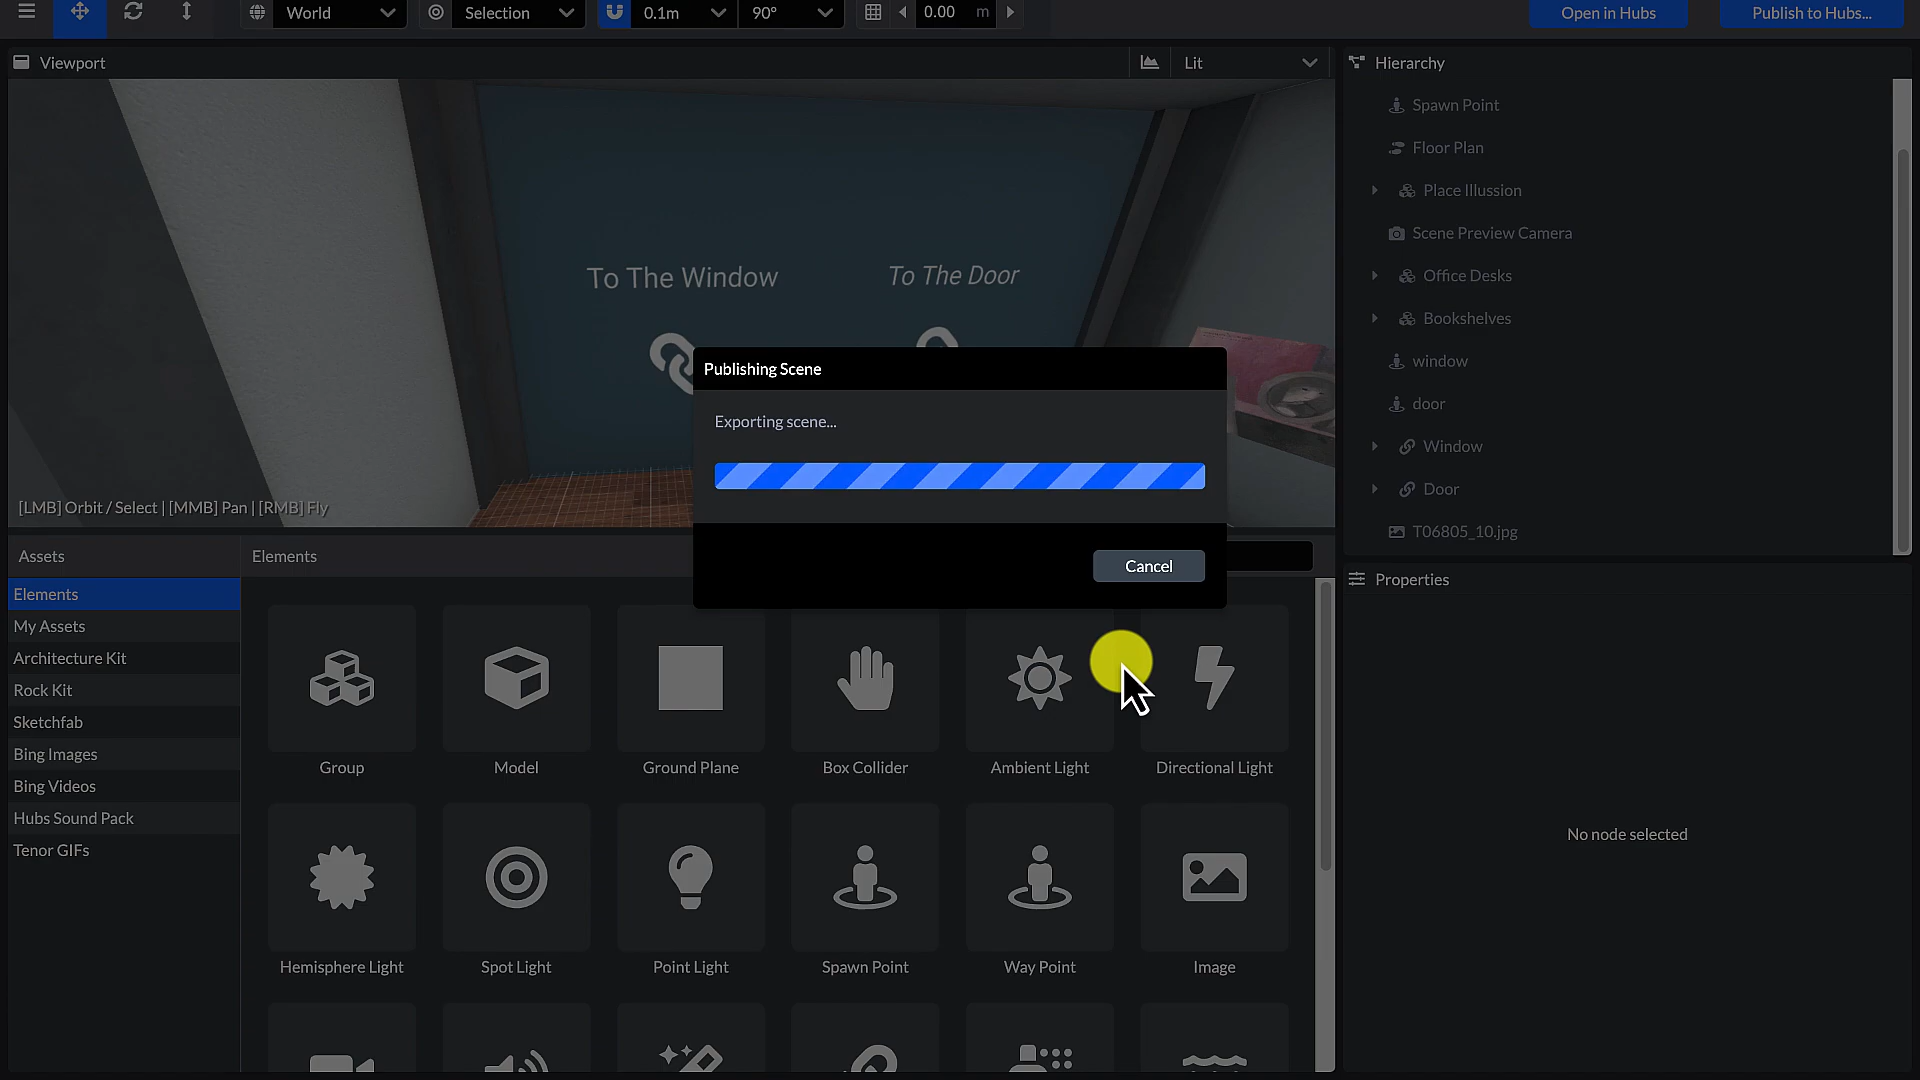 World
Selection
0.1m
90°
0.00 m
Open in Hubs
Publish to Hubs...
Viewport
Lit
Hierarchy
Spawn Point
Floor Plan
Place Illussion
Scene Preview Camera
Office Desks
Bookshelves
window
door
Window
Door
T06805_10.jpg
To The Window
To The Door
Publishing Scene
Exporting scene...
Cancel
[LMB] Orbit / Select | [MMB] Pan | [RMB] Fly
Assets
Elements
My Assets
Architecture Kit
Rock Kit
Sketchfab
Bing Images
Bing Videos
Hubs Sound Pack
Tenor GIFs
Elements
Group
Model
Ground Plane
Box Collider
Ambient Light
Directional Light
Hemisphere Light
Spot Light
Point Light
Spawn Point
Way Point
Image
Properties
No node selected